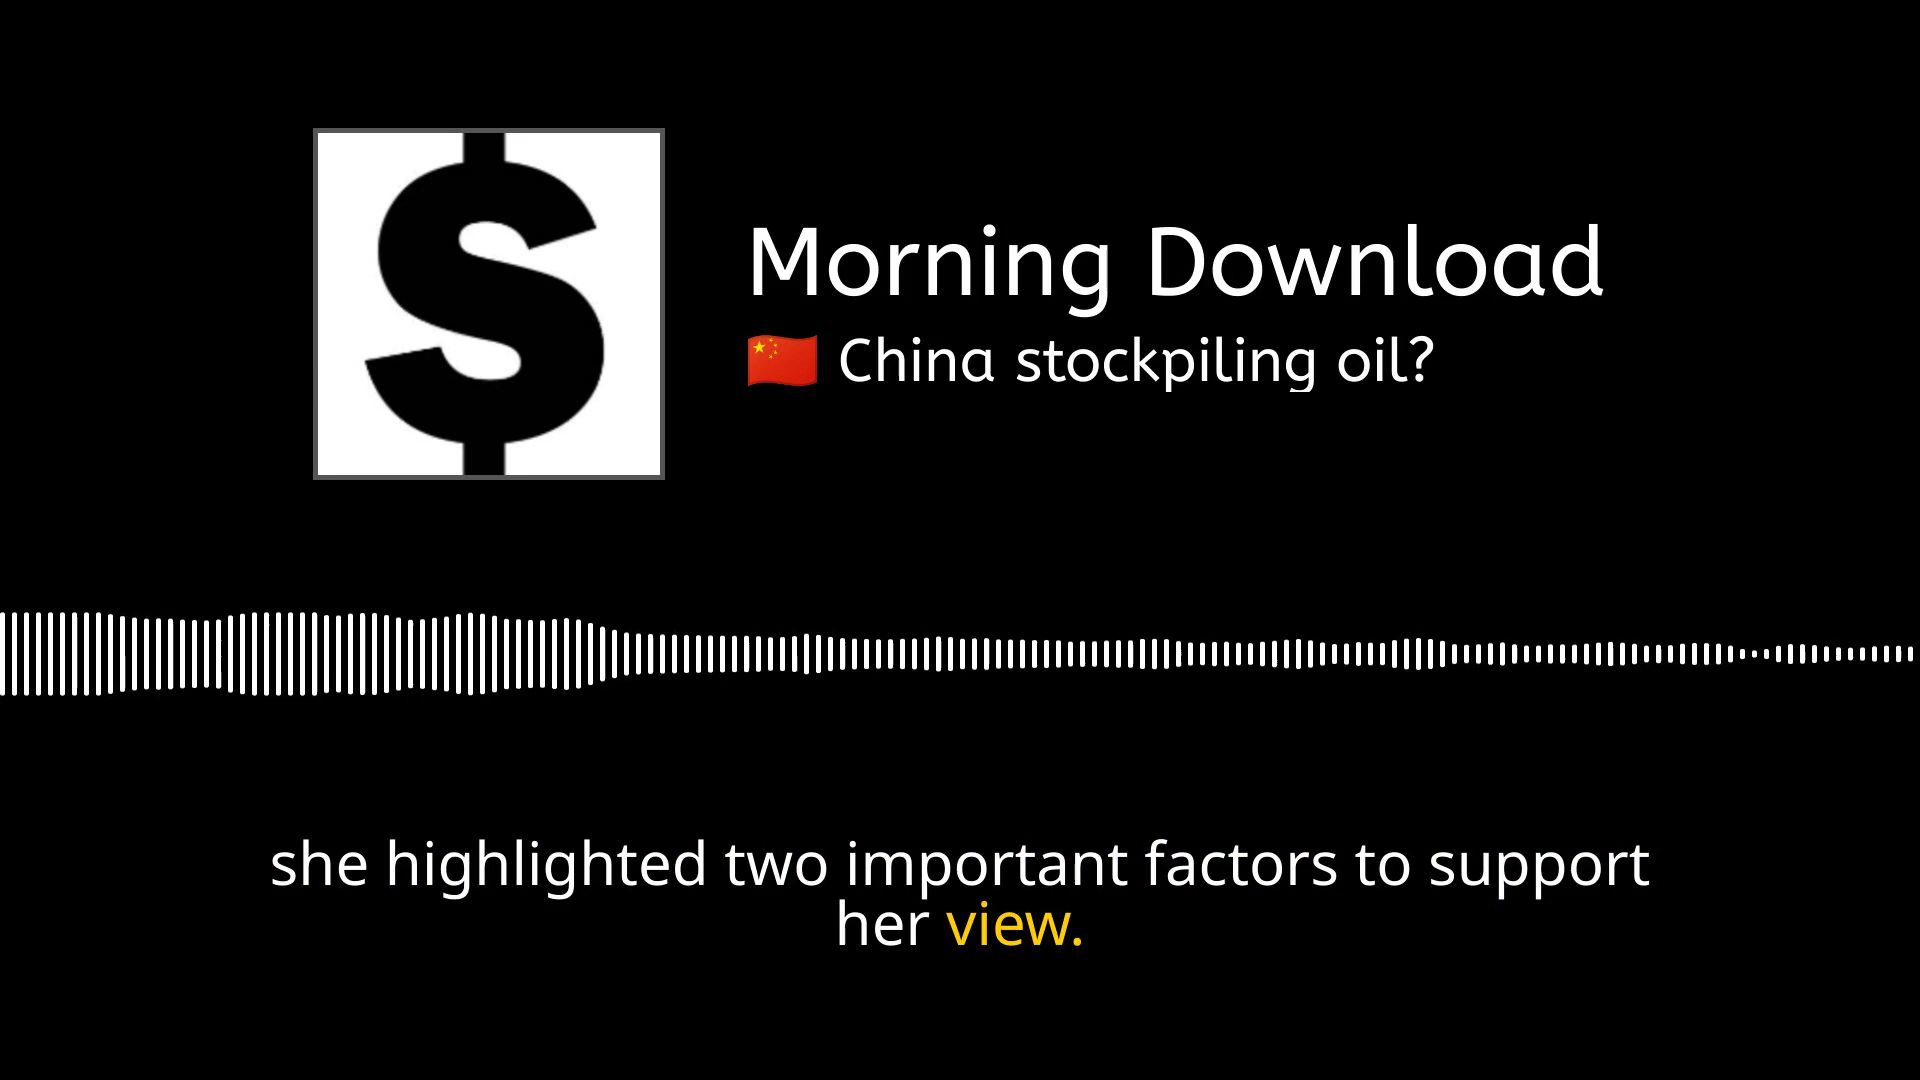 $
Morning Download
🇨🇳 China stockpiling oil?
she highlighted two important factors to support
her view.